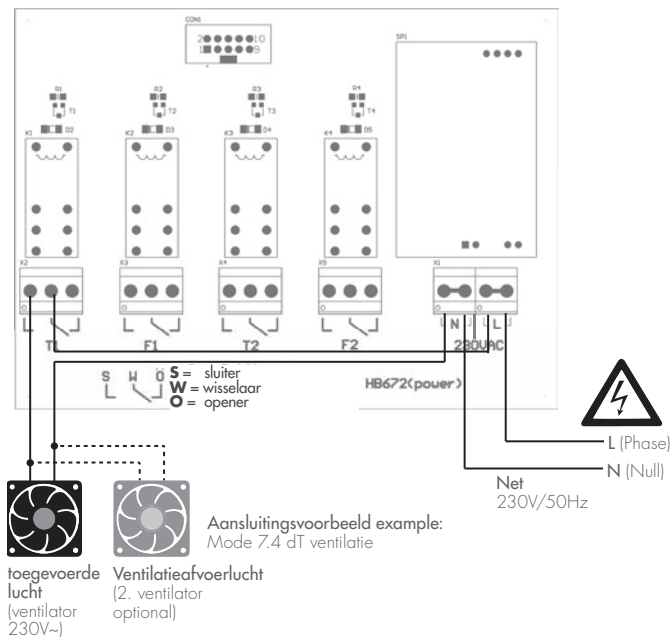 CON1
2 10
1 9
SP1
R1 R2 R3 R4
T1 T2 T3 T4
D2 D3 D4 D5
K1 K2 K3 K4
X2 X3 X4 X5 X1
N L
T1 F1 T2 F2 230VAC
S W Ö
S = sluiter
W = wisselaar
O = opener
HB672(power)
L (Phase)
N (Null)
Net
230V/50Hz
Aansluitingsvoorbeeld example:
Mode 7.4 dT ventilatie
toegevoerde
lucht
(ventilator
230V~)
Ventilatieafvoerlucht
(2. ventilator
optional)